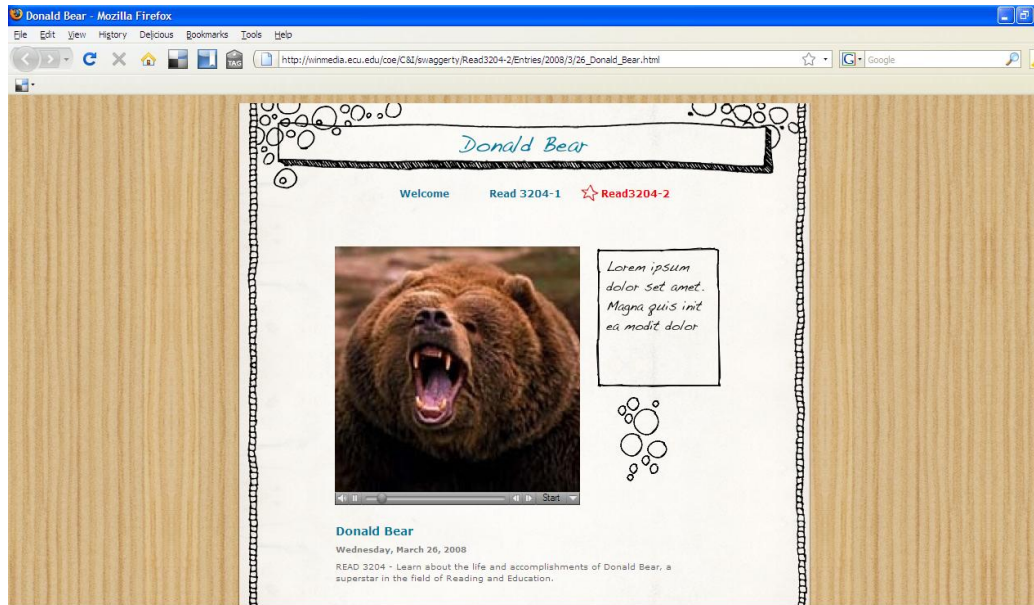 Donald Bear - Mozilla Firefox
File Edit View History Delicious Bookmarks Tools Help
TAG http://winmedia.ecu.edu/coe/C&I/swaggerty/Read3204-2/Entries/2008/3/26_Donald_Bear.html G Google
Donald Bear
Welcome Read 3204-1 Read3204-2
Lorem ipsum
dolor set amet.
Magna quis init
ea modit dolor
Start
Donald Bear
Wednesday, March 26, 2008
READ 3204 - Learn about the life and accomplishments of Donald Bear, a
superstar in the field of Reading and Education.